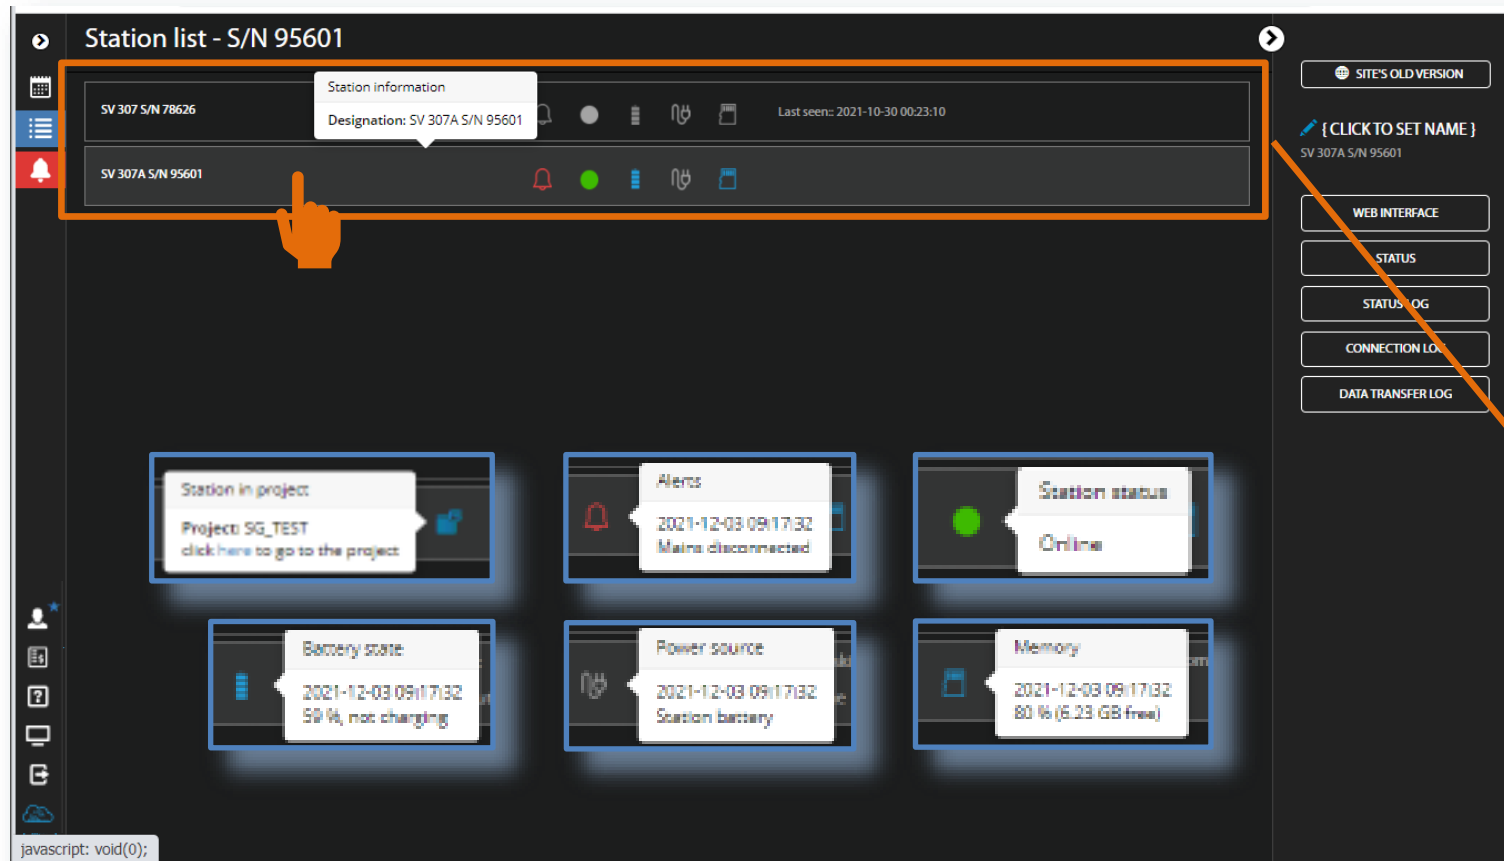 Station list - S/N 95601
Station information
Designation: SV 307A S/N 95601
SV 307 S/N 78626
Last seen:: 2021-10-30 00:23:10
SV 307A S/N 95601
SITE'S OLD VERSION
{ CLICK TO SET NAME }
SV 307A S/N 95601
WEB INTERFACE
STATUS
STATUS LOG
CONNECTION LOG
DATA TRANSFER LOG
Station in project
Project: SG_TEST
click here to go to the project
Alerts
2021-12-03 09:17:32
Mains disconnected
Station status
Online
Battery state
2021-12-03 09:17:32
59 %, not charging
Power source
2021-12-03 09:17:32
Station battery
Memory
2021-12-03 09:17:32
80 % (6.23 GB free)
javascript: void(0);